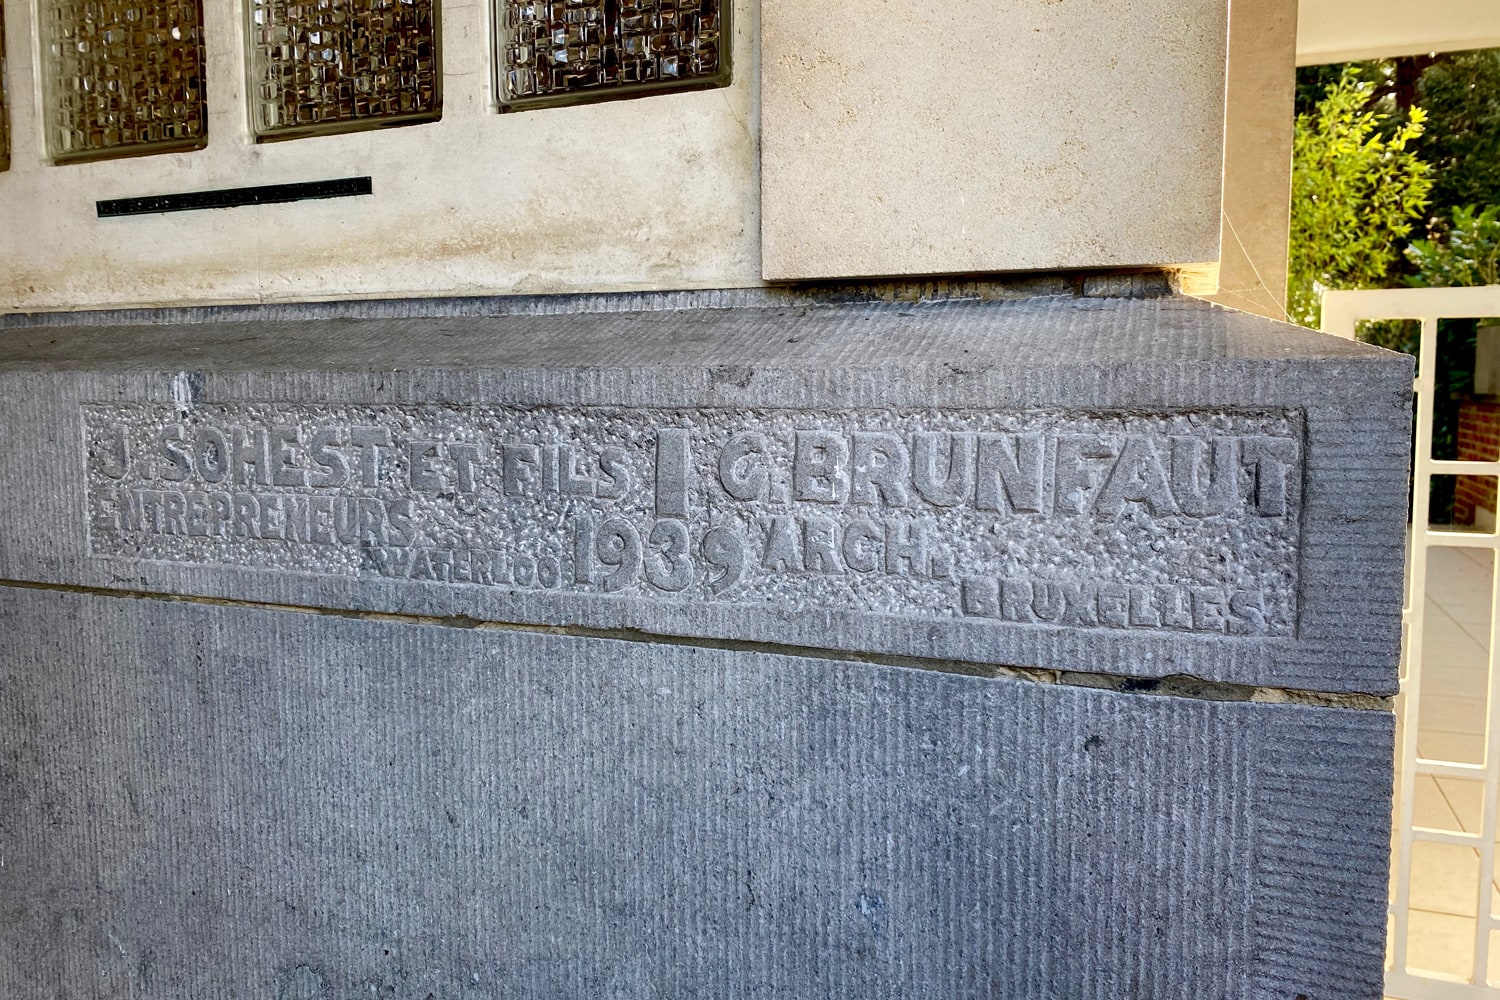 J. SOHEST ET FILS
ENTREPRENEURS
WATERLOO
1939
G. BRUNFAUT
ARCH.
BRUXELLES.